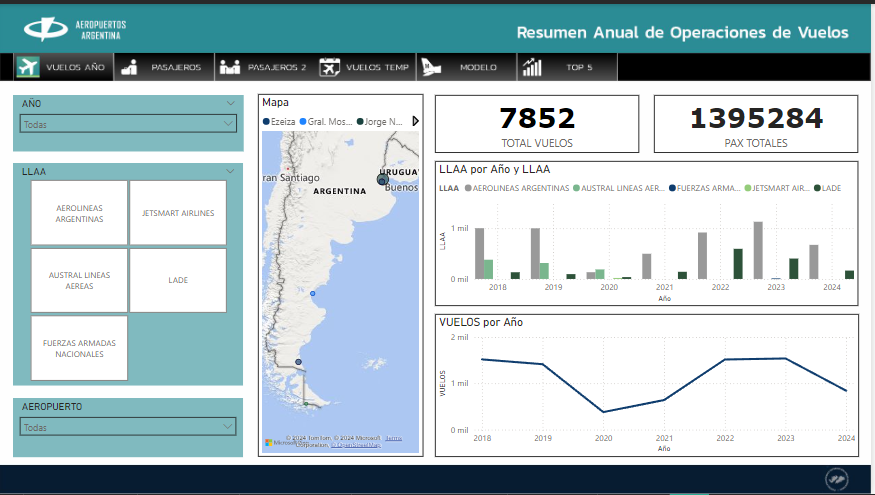 AEROPUERTOS
ARGENTINA
Resumen Anual de Operaciones de Vuelos
VUELOS AÑO
PASAJEROS
PASAJEROS 2
VUELOS TEMP
MODELO
TOP 5
AÑO
Todas
LLAA
AEROLINEAS
ARGENTINAS
JETSMART AIRLINES
AUSTRAL LINEAS
AEREAS
LADE
FUERZAS ARMADAS
NACIONALES
AEROPUERTO
Todas
Mapa
Ezeiza
Gral. Mos...
Jorge N...
URUGUA
ran Santiago
Buenos
ARGENTINA
© 2024 TomTom, © 2024 Microsoft
Corporation, © OpenStreetMap
Terms
Microsoft
7852
TOTAL VUELOS
1395284
PAX TOTALES
LLAA por Año y LLAA
LLAA AEROLINEAS ARGENTINAS AUSTRAL LINEAS AER... FUERZAS ARMA... JETSMART AIR... LADE
LLAA
1 mil
0 mil
2018 2019 2020 2021 2022 2023 2024
Año
VUELOS por Año
VUELOS
2 mil
1 mil
0 mil
2018 2019 2020 2021 2022 2023 2024
Año